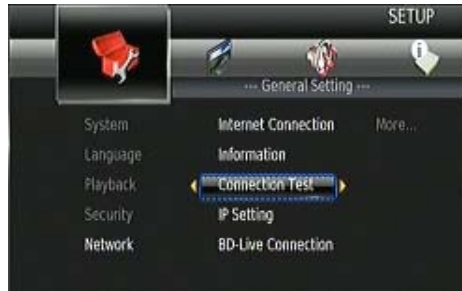 SETUP
--- General Setting ---
System Internet Connection More...
Language Information
Playback Connection Test
Security IP Setting
Network BD-Live Connection